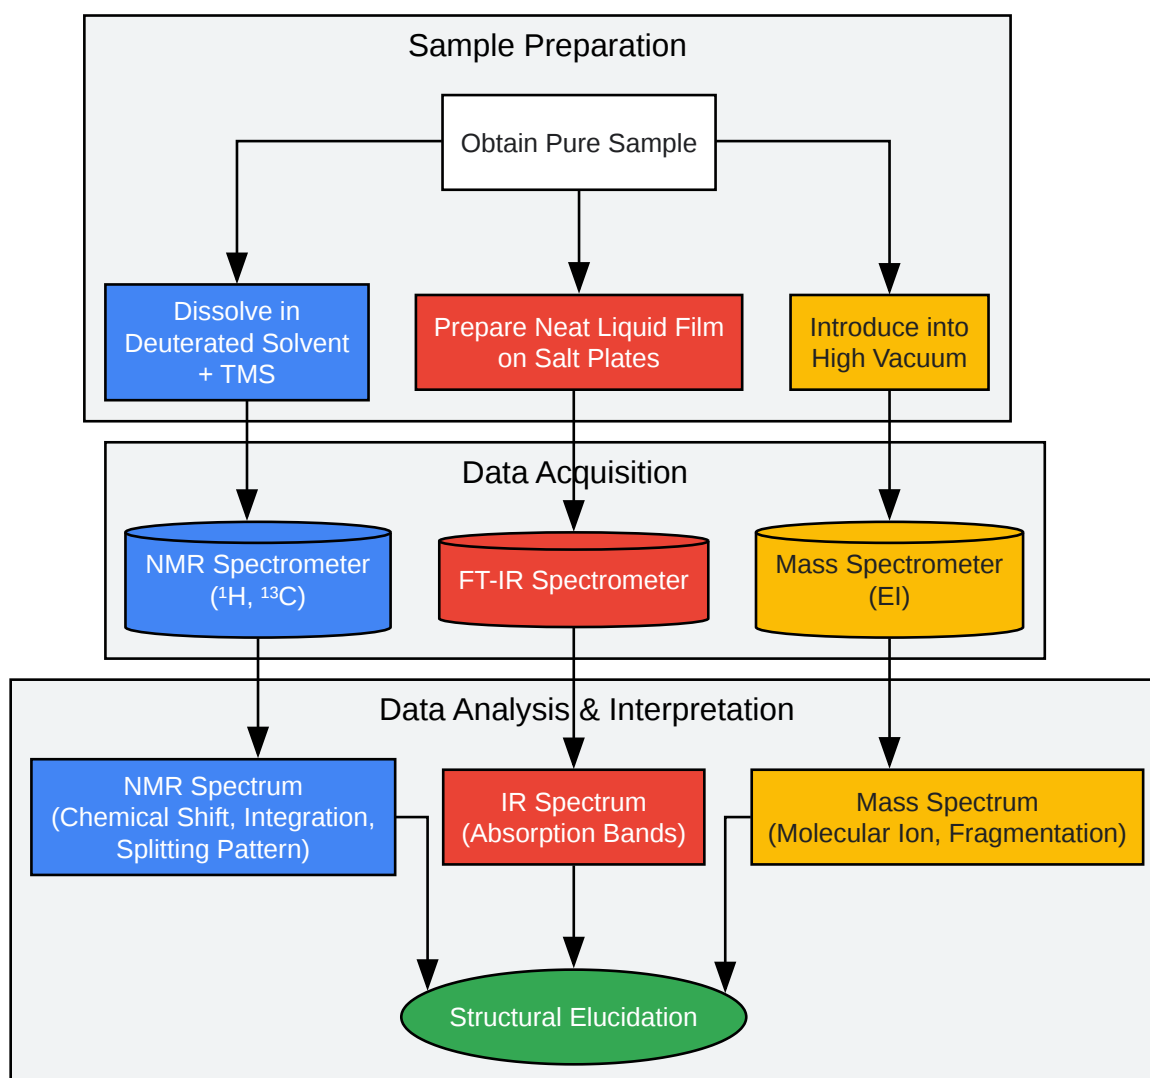 Sample Preparation
Obtain Pure Sample
Dissolve in
Deuterated Solvent
+ TMS
Prepare Neat Liquid Film
on Salt Plates
Introduce into
High Vacuum
Data Acquisition
NMR Spectrometer
(¹H, ¹³C)
FT-IR Spectrometer
Mass Spectrometer
(EI)
Data Analysis & Interpretation
NMR Spectrum
(Chemical Shift, Integration,
Splitting Pattern)
IR Spectrum
(Absorption Bands)
Mass Spectrum
(Molecular Ion, Fragmentation)
Structural Elucidation